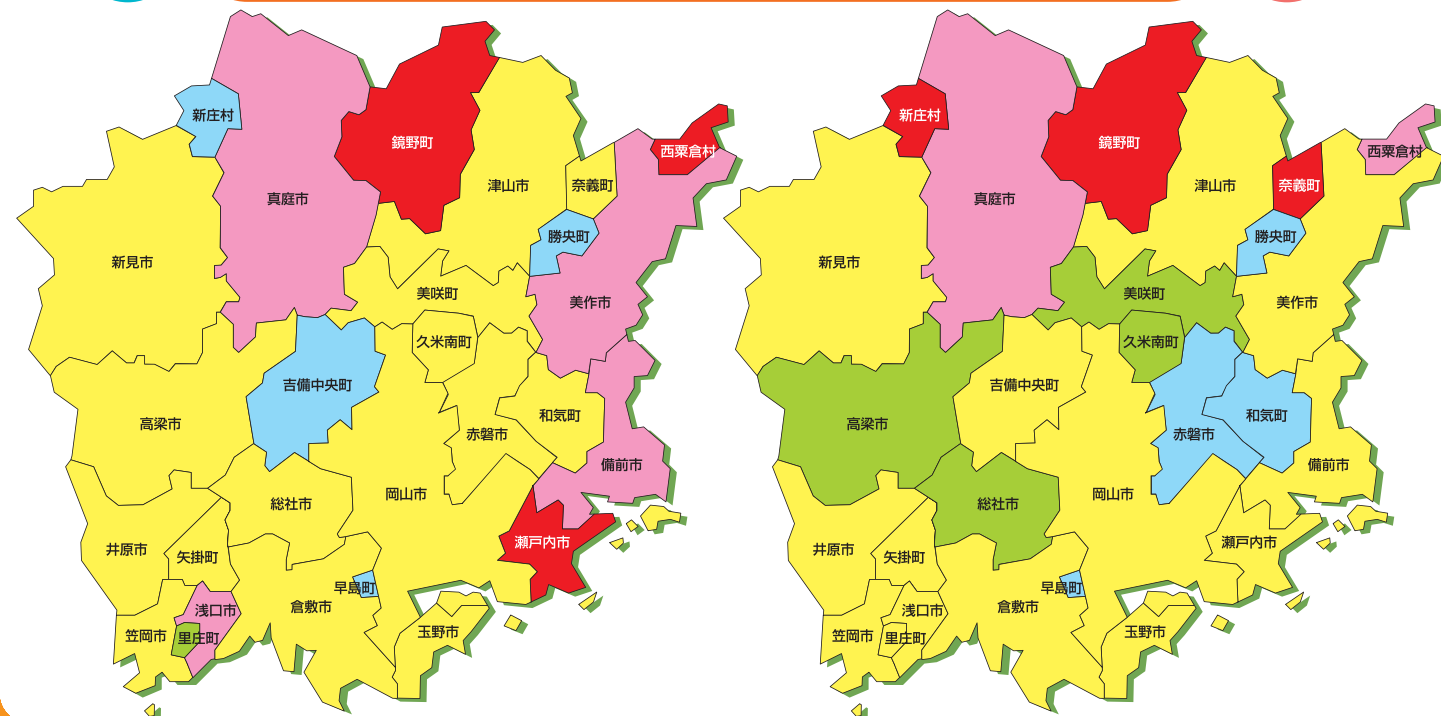 新庄村
鏡野町
西粟倉村
真庭市
津山市
奈義町
勝央町
新見市
美咲町
美作市
久米南町
吉備中央町
高梁市
和気町
赤磐市
備前市
総社市
岡山市
井原市
矢掛町
瀬戸内市
早島町
倉敷市
浅口市
笠岡市
里庄町
玉野市
新庄村
鏡野町
西粟倉村
真庭市
津山市
奈義町
勝央町
新見市
美咲町
美作市
久米南町
吉備中央町
高梁市
和気町
赤磐市
備前市
総社市
岡山市
井原市
矢掛町
瀬戸内市
早島町
倉敷市
浅口市
笠岡市
里庄町
玉野市